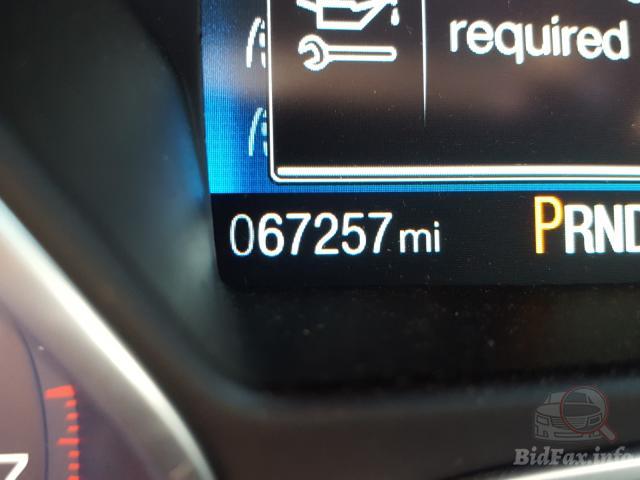 required
067257 mi
PRND
BidFax.info